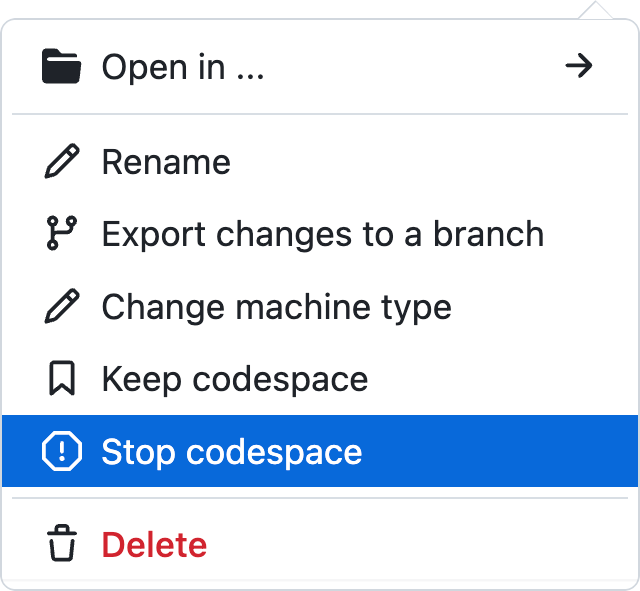 Open in ...
Rename
Export changes to a branch
Change machine type
Keep codespace
Stop codespace
Delete